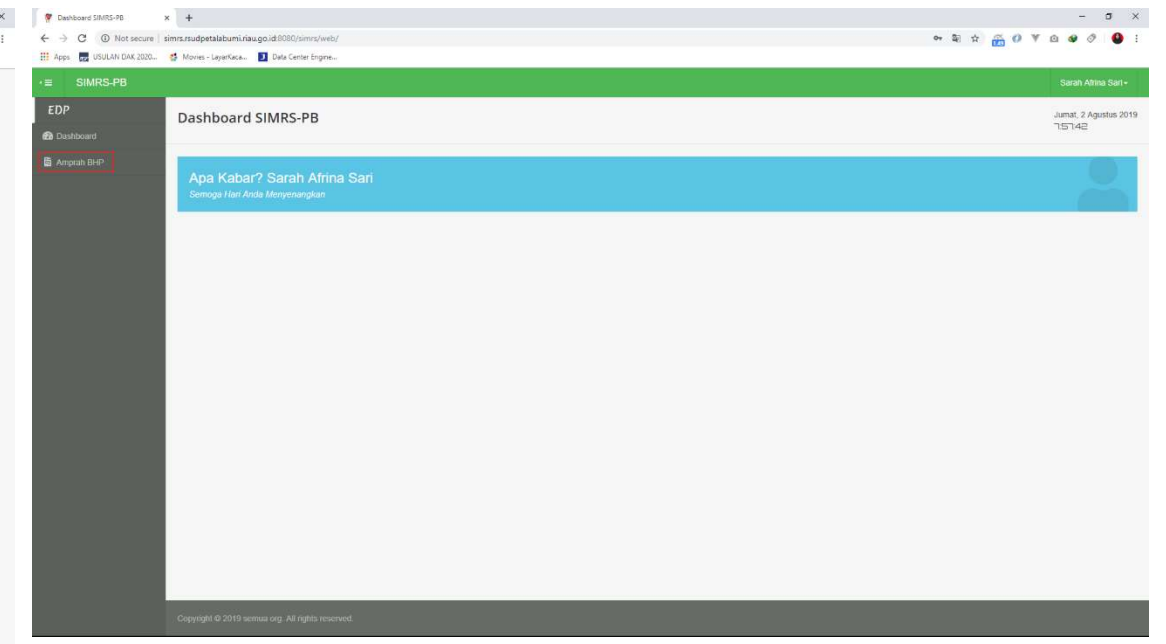 Dashboard SIMRS-PB
Not secure | simrs.rsudpetalabumi.riau.go.id:8080/simrs/web/
Apps USULAN DAK 2020... Movies - LayarKaca... Data Center Engine...
SIMRS-PB Sarah Afrina Sari
EDP
Dashboard
Amprah BHP
Dashboard SIMRS-PB
Jumat, 2 Agustus 2019
7:57:42
Apa Kabar? Sarah Afrina Sari
Semoga Hari Anda Menyenangkan
Copyright © 2019 semua org. All rights reserved.